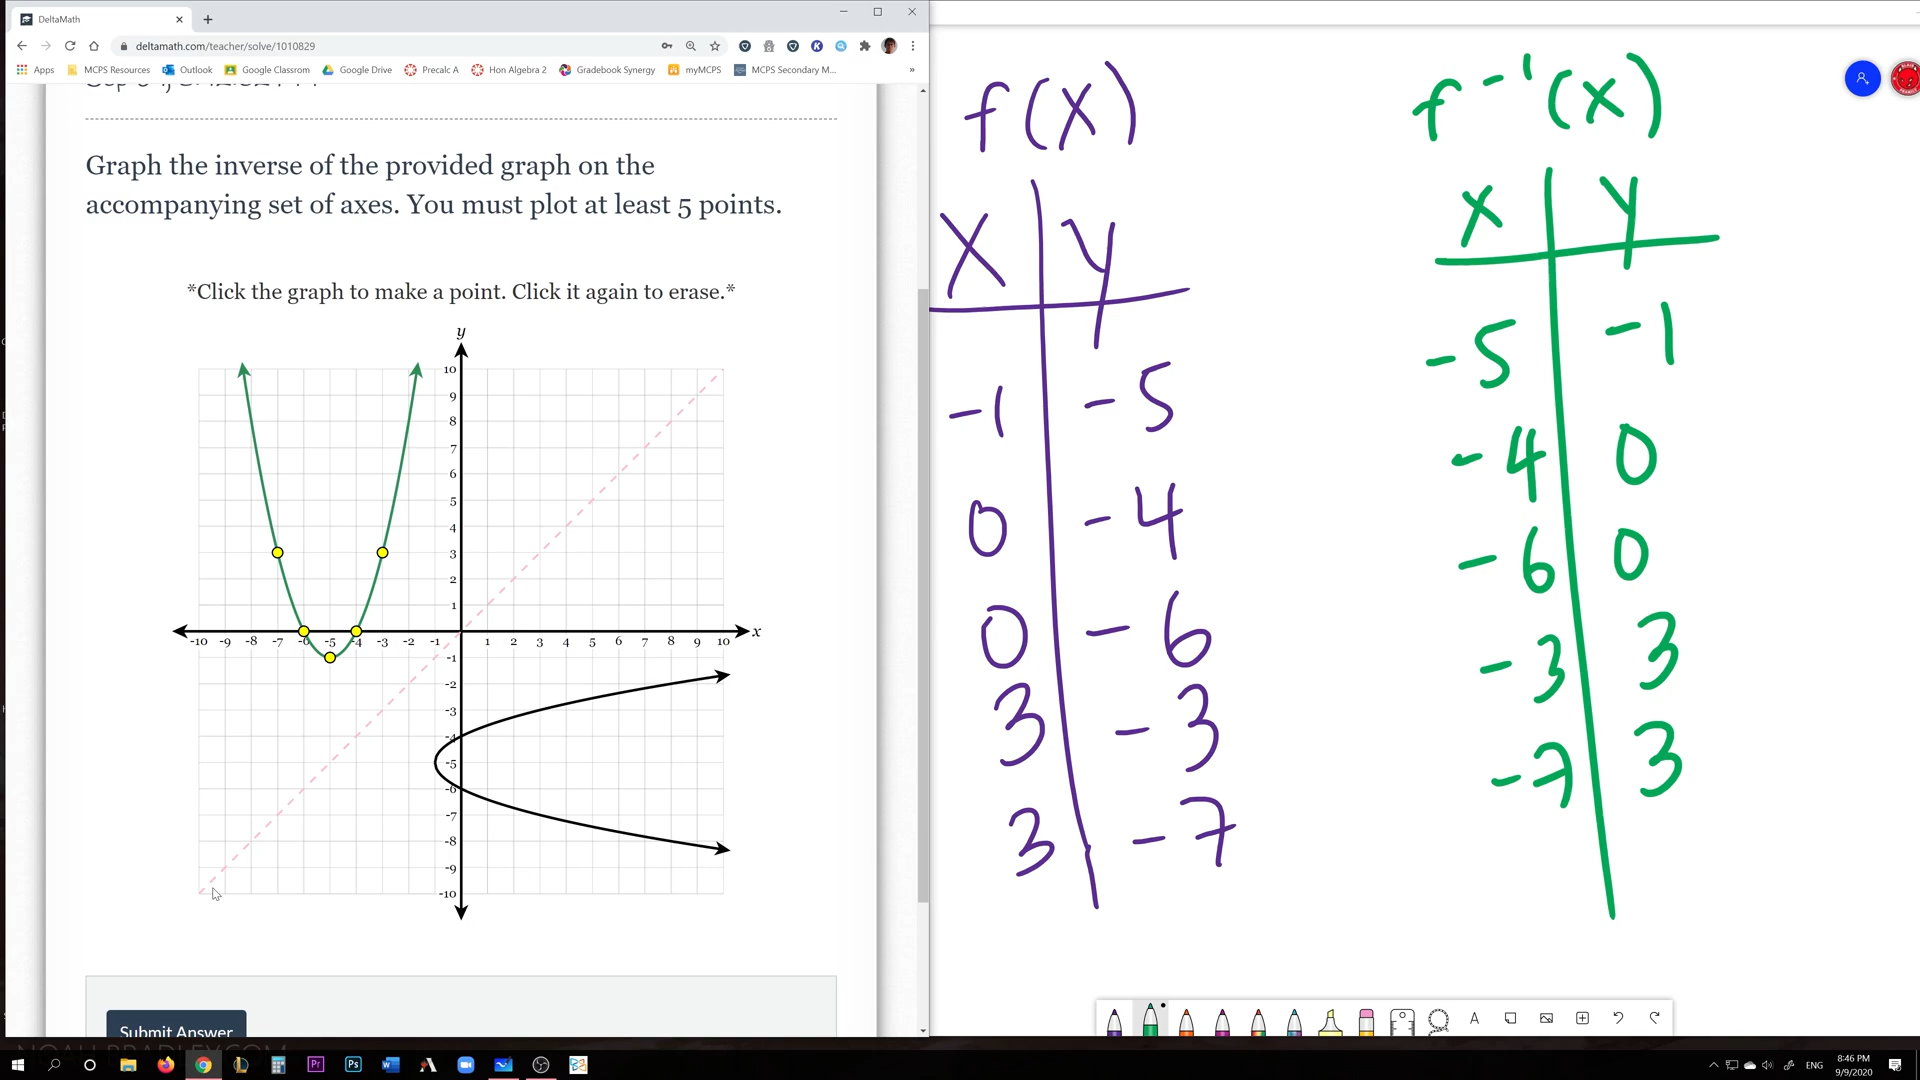 DeltaMath
deltamath.com/teacher/solve/1010829
Apps MCPS Resources Outlook Google Classrom Google Drive Precalc A Hon Algebra 2 Gradebook Synergy myMCPS MCPS Secondary M... »
Graph the inverse of the provided graph on the
accompanying set of axes. You must plot at least 5 points.
*Click the graph to make a point. Click it again to erase.*
y
10
9
8
7
6
5
4
3
2
1
-10 -9 -8 -7 -6 -5 -4 -3 -2 -1 1 2 3 4 5 6 7 8 9 10 x
-1
-2
-3
-4
-5
-6
-7
-8
-9
-10
Submit Answer
f(x)
x y
-1 -5
0 -4
0 -6
3 -3
3 -7
f⁻¹(x)
x y
-5 -1
-4 0
-6 0
-3 3
-7 3
A
ENG
8:46 PM
9/9/2020